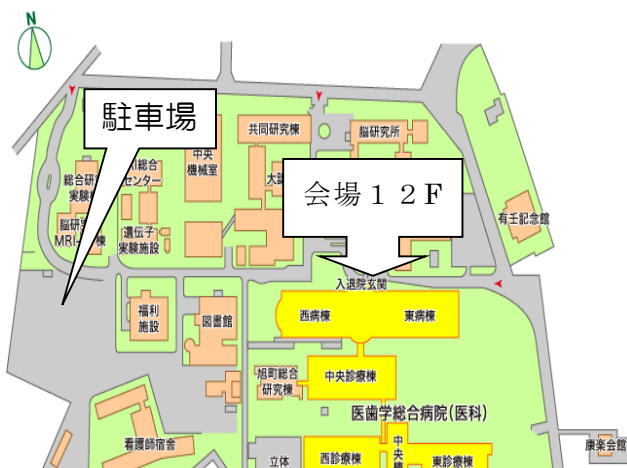 N
駐車場
共同研究棟
脳研究所
中央
機械室
総合
センター
総合研
実験
会場１２F
有壬記念館
脳研
MRI
棟
遺伝子
実験施設
入退院玄関
福利
施設
図書館
西病棟
東病棟
旭町総合
研究棟
中央診療棟
医歯学総合病院(医科)
看護師宿舎
立体
西診療棟
中
央
東診療棟
康楽会館